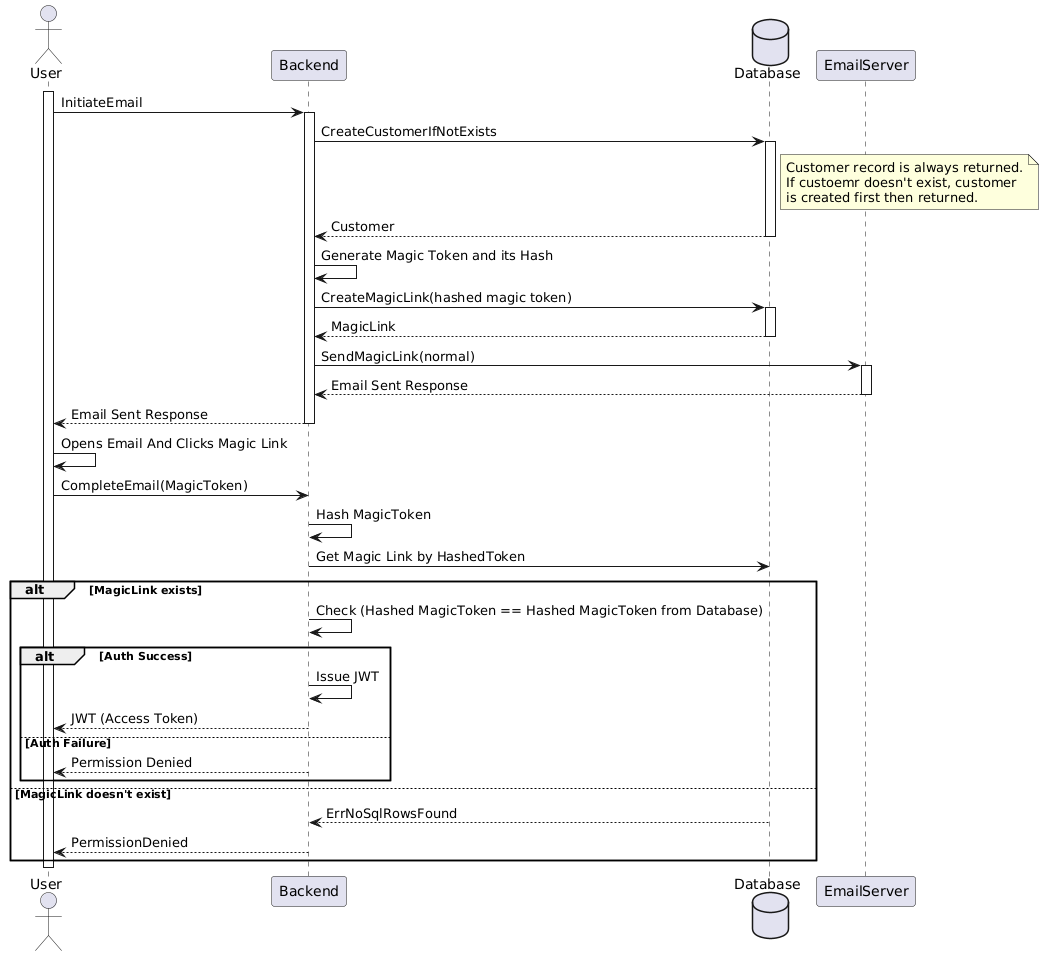 User
Backend
Database
EmailServer
InitiateEmail
CreateCustomerIfNotExists
Customer record is always returned.
If custoemr doesn't exist, customer
is created first then returned.
Customer
Generate Magic Token and its Hash
CreateMagicLink(hashed magic token)
MagicLink
SendMagicLink(normal)
Email Sent Response
Email Sent Response
Opens Email And Clicks Magic Link
CompleteEmail(MagicToken)
Hash MagicToken
Get Magic Link by HashedToken
alt [MagicLink exists]
Check (Hashed MagicToken == Hashed MagicToken from Database)
alt [Auth Success]
Issue JWT
JWT (Access Token)
[Auth Failure]
Permission Denied
[MagicLink doesn't exist]
ErrNoSqlRowsFound
PermissionDenied
User
Backend
Database
EmailServer